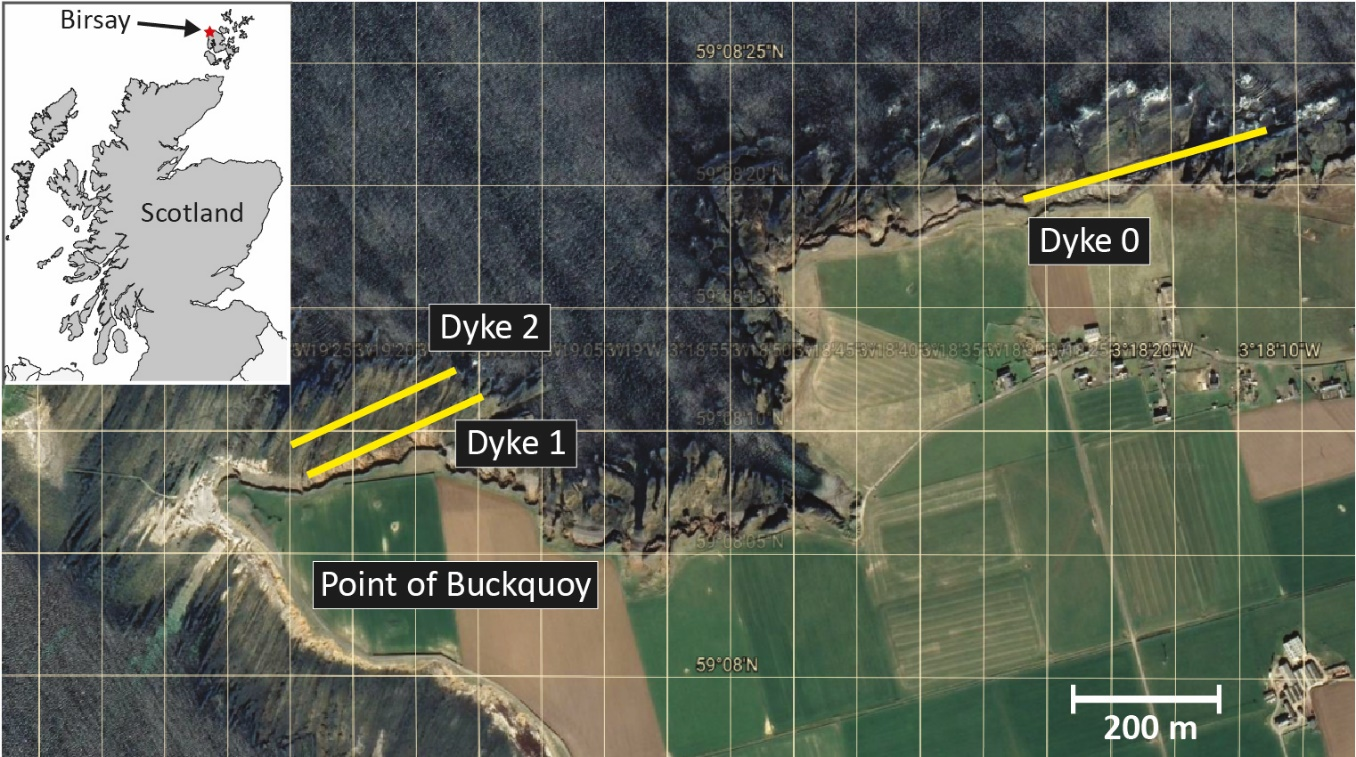 Birsay
Scotland
59°08'25"N
59°08'20"N
Dyke 0
59°08'15"N
Dyke 2
3°18'20"W
3°18'10"W
59°08'10"N
Dyke 1
59°08'05"N
Point of Buckquoy
59°08'N
200 m